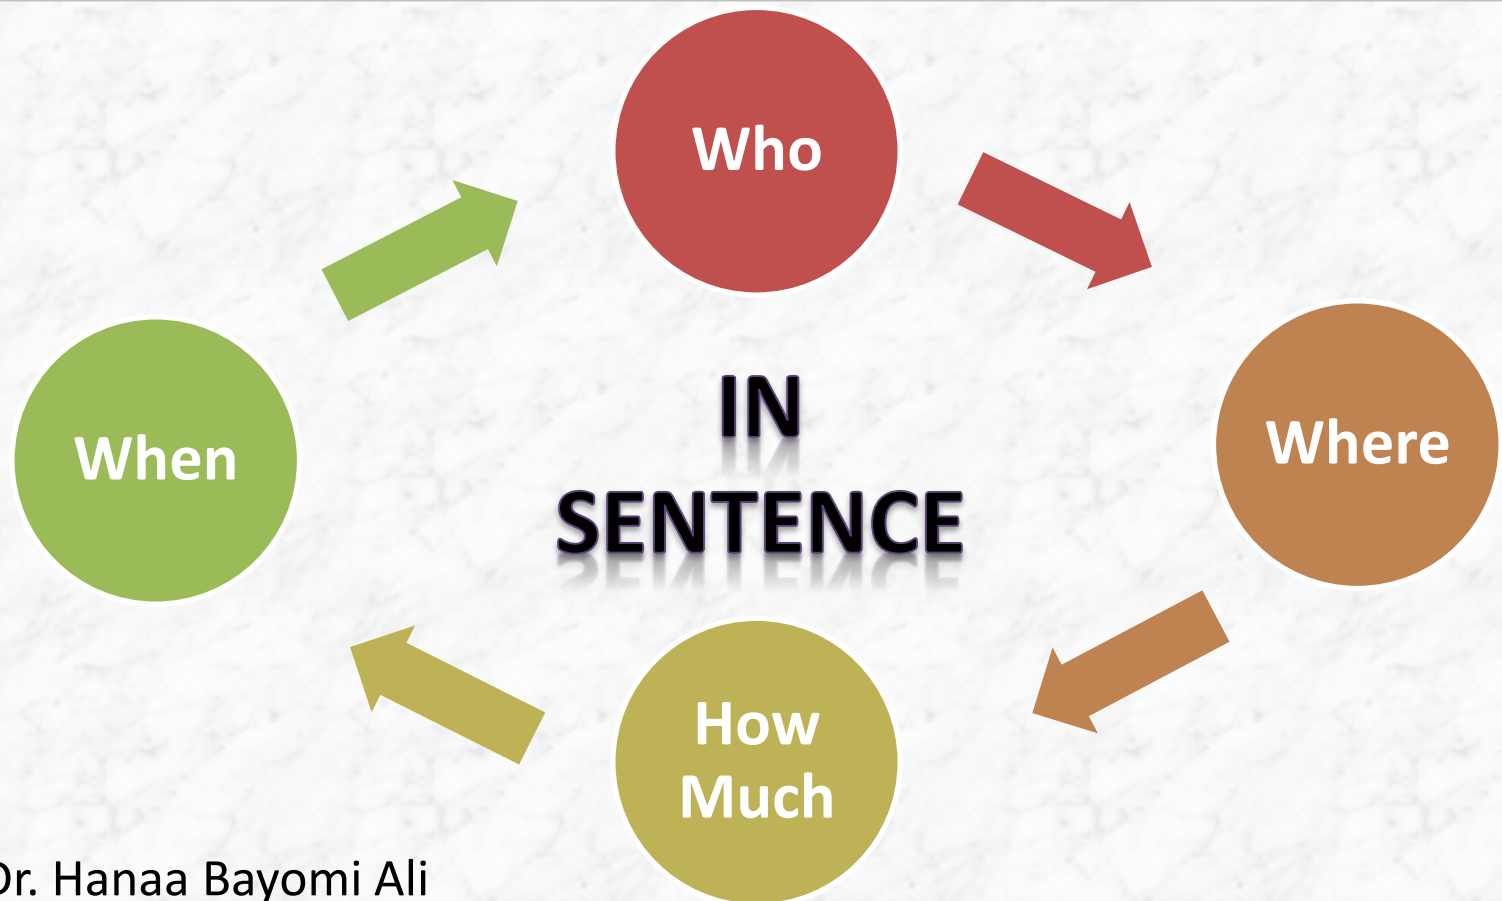 Who
Where
When
IN
SENTENCE
How
Much
Dr. Hanaa Bayomi Ali